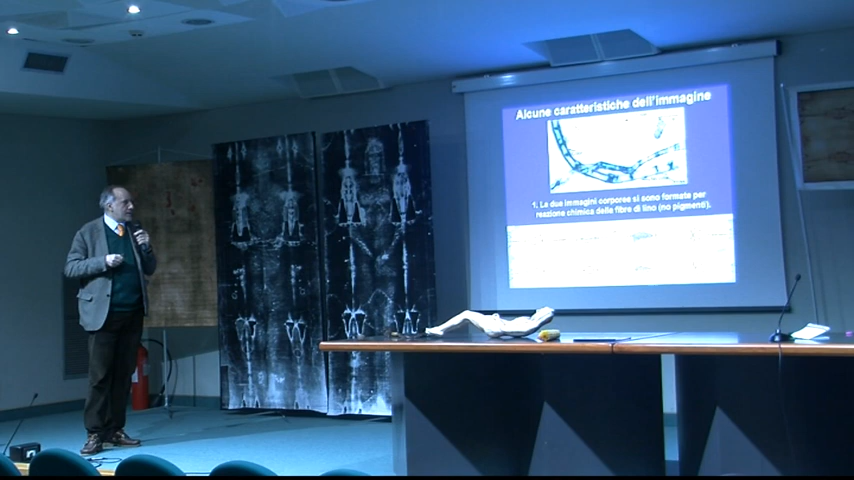 Alcune caratteristiche dell'immagine
1. Le due immagini corporee si sono formate per
reazione chimica delle fibre di lino (no pigmenti).